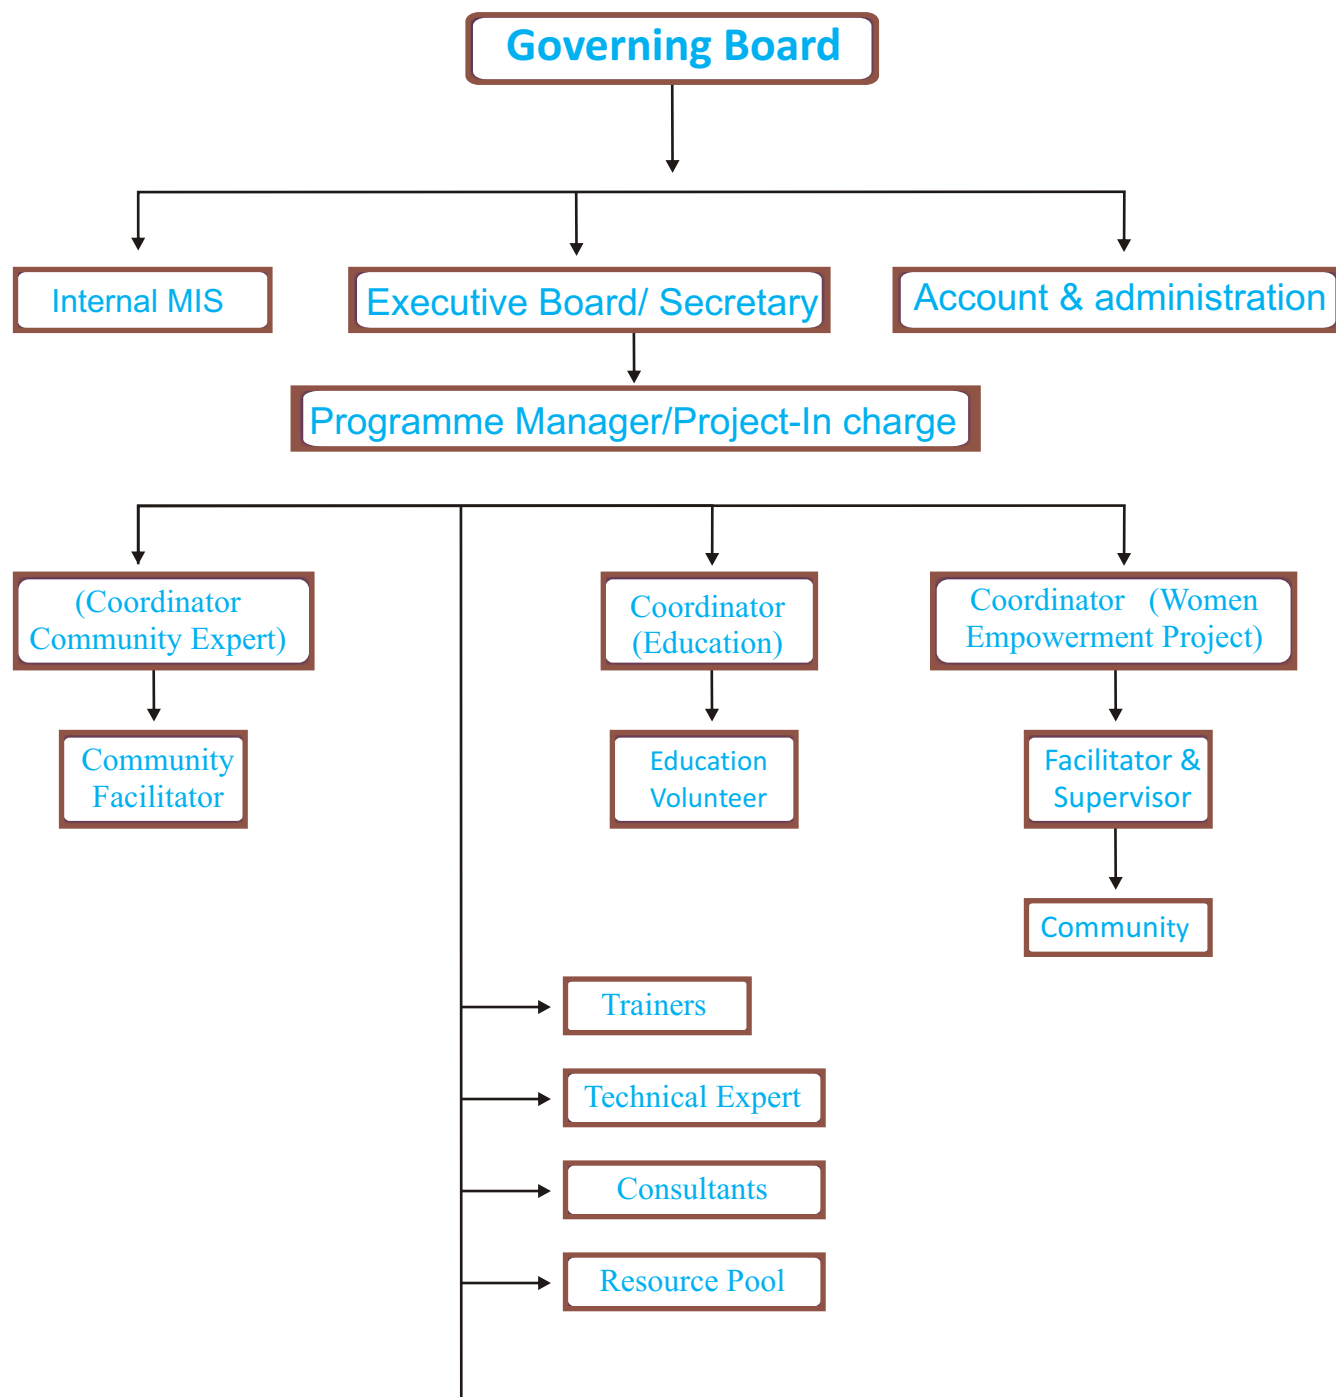 Governing Board
Internal MIS
Executive Board/ Secretary
Account & administration
Programme Manager/Project-In charge
(Coordinator
Community Expert)
Coordinator
(Education)
Coordinator (Women
Empowerment Project)
Community
Facilitator
Education
Volunteer
Facilitator &
Supervisor
Community
Trainers
Technical Expert
Consultants
Resource Pool